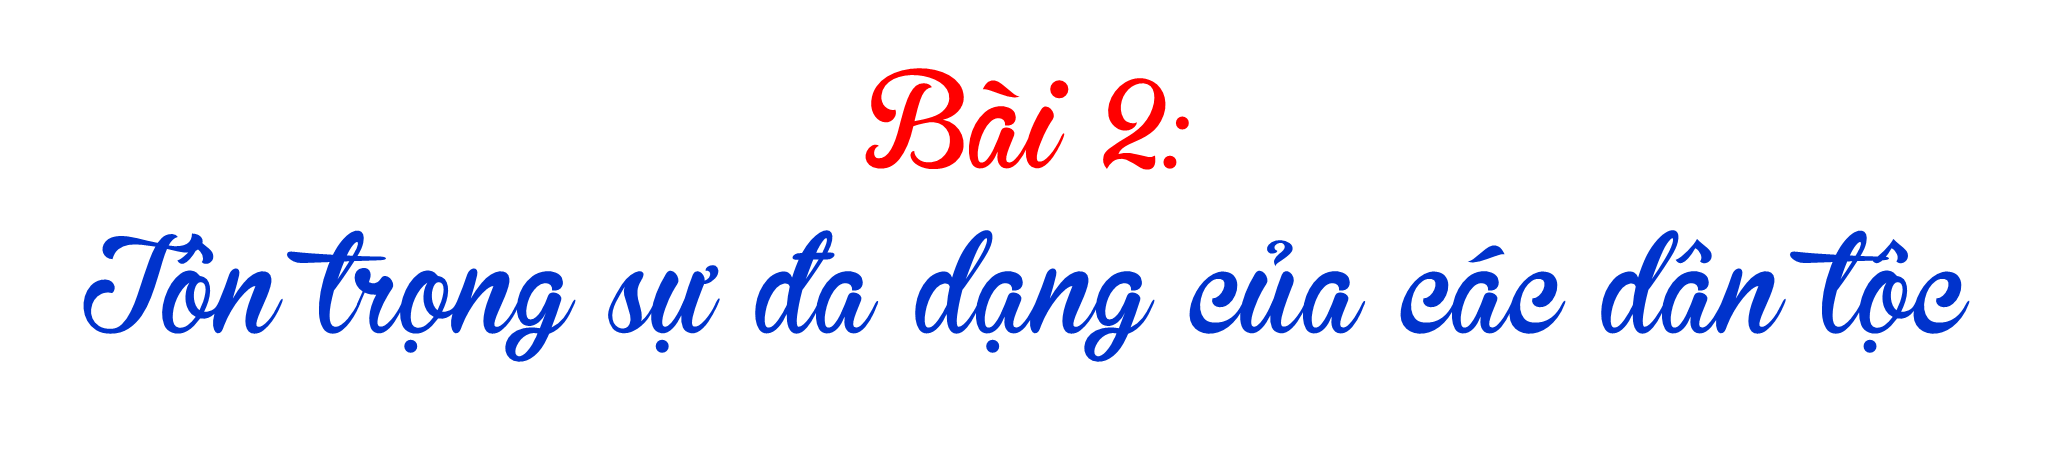 Bài 2:
Tôn trọng sự đa dạng của các dân tộc